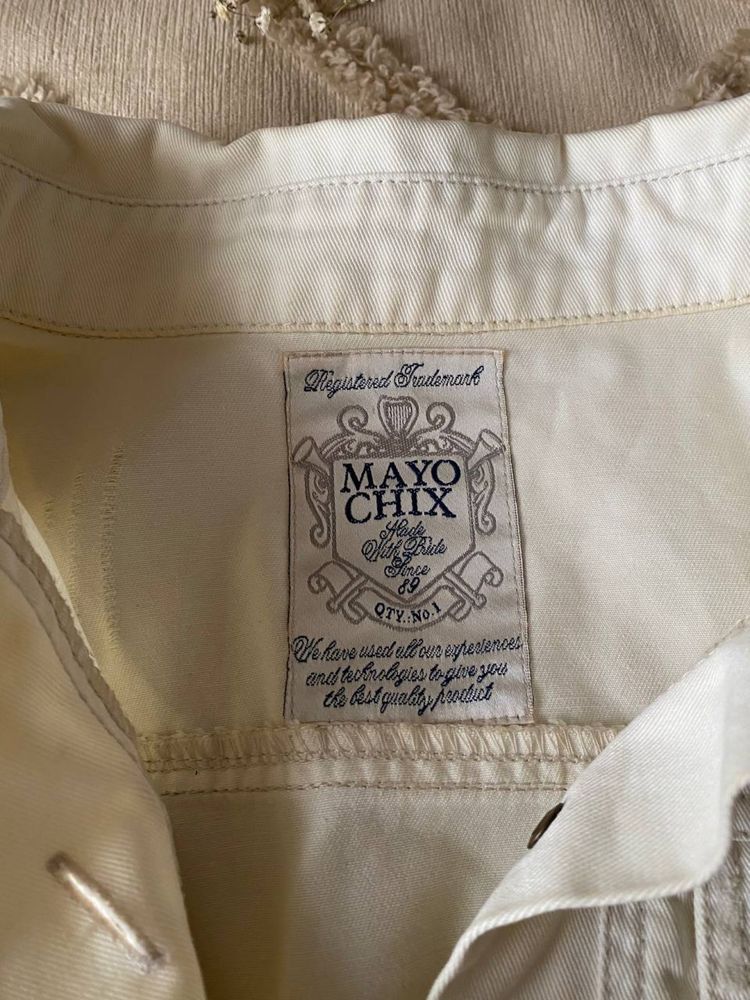 Registered Trademark
MAYO
CHIX
Made
With Pride
Since
89
QTY.:No.1
We have used all our experiences
and technologies to give you
the best quality product